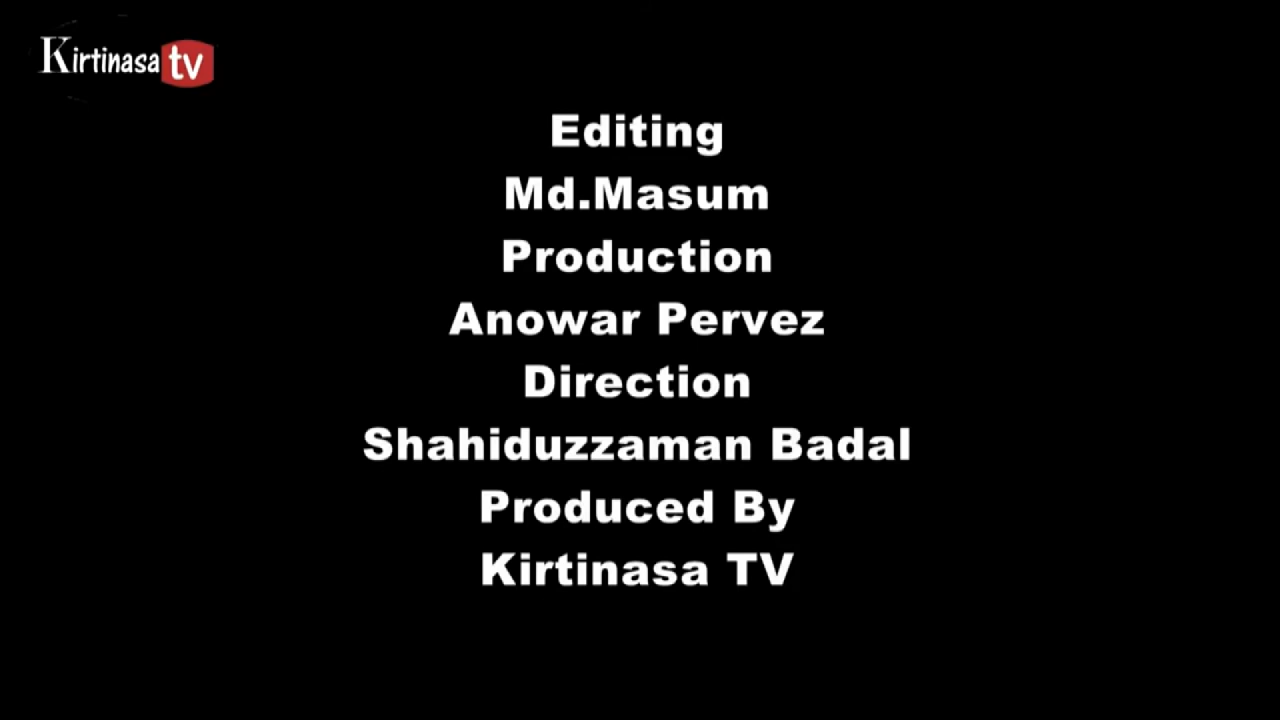 Kirtinasa tv
Editing
Md.Masum
Production
Anowar Pervez
Direction
Shahiduzzaman Badal
Produced By
Kirtinasa TV